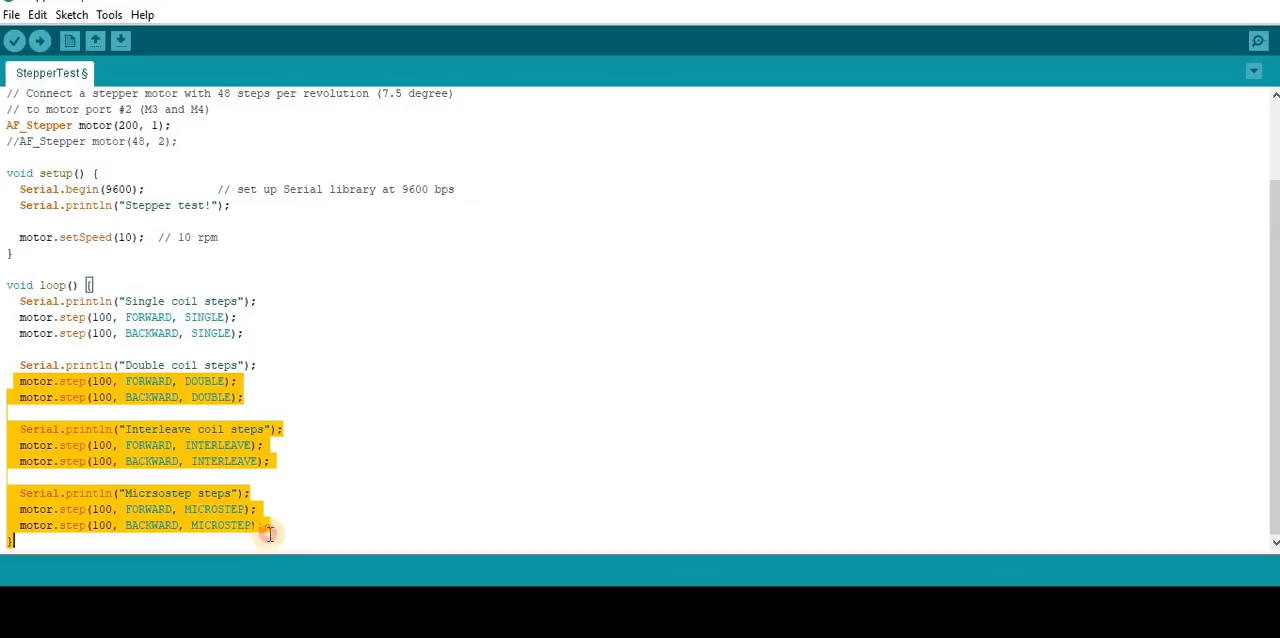 File Edit Sketch Tools Help
StepperTest§
// Connect a stepper motor with 48 steps per revolution (7.5 degree)
// to motor port #2 (M3 and M4)
AF_Stepper motor(200, 1);
//AF_Stepper motor(48, 2);
void setup() {
Serial.begin(9600); // set up Serial library at 9600 bps
Serial.println("Stepper test!");
motor.setSpeed(10); // 10 rpm
}
void loop() {
Serial.println("Single coil steps");
motor.step(100, FORWARD, SINGLE);
motor.step(100, BACKWARD, SINGLE);
Serial.println("Double coil steps");
motor.step(100, FORWARD, DOUBLE);
motor.step(100, BACKWARD, DOUBLE);
Serial.println("Interleave coil steps");
motor.step(100, FORWARD, INTERLEAVE);
motor.step(100, BACKWARD, INTERLEAVE);
Serial.println("Micrsostep steps");
motor.step(100, FORWARD, MICROSTEP);
motor.step(100, BACKWARD, MICROSTEP);
}